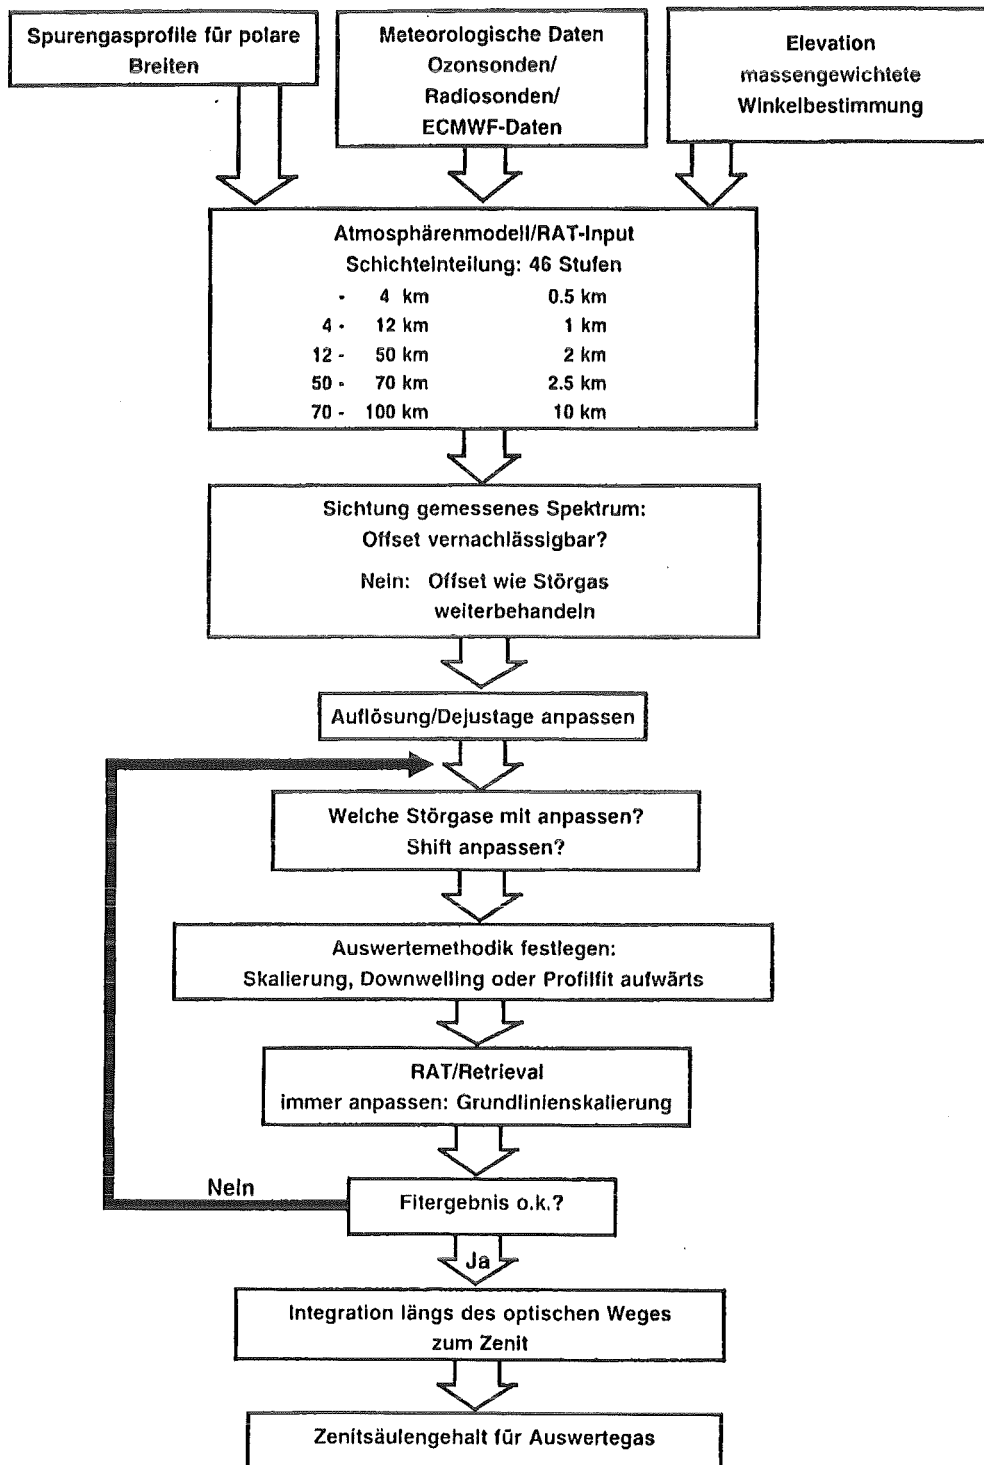 Spurengasprofile für polare
Breiten
Meteorologische Daten
Ozonsonden/
Radiosonden/
ECMWF-Daten
Elevation
massengewichtete
Winkelbestimmung
Atmosphärenmodell/RAT-Input
Schichteinteilung: 46 Stufen
- 4 km 0.5 km
4 - 12 km 1 km
12 - 50 km 2 km
50 - 70 km 2.5 km
70 - 100 km 10 km
Sichtung gemessenes Spektrum:
Offset vernachlässigbar?
Nein: Offset wie Störgas
weiterbehandeln
Auflösung/Dejustage anpassen
Welche Störgase mit anpassen?
Shift anpassen?
Auswertemethodik festlegen:
Skalierung, Downwelling oder Profilfit aufwärts
RAT/Retrieval
immer anpassen: Grundlinienskalierung
Nein
Fitergebnis o.k.?
Ja
Integration längs des optischen Weges
zum Zenit
Zenitsäulengehalt für Auswertegas